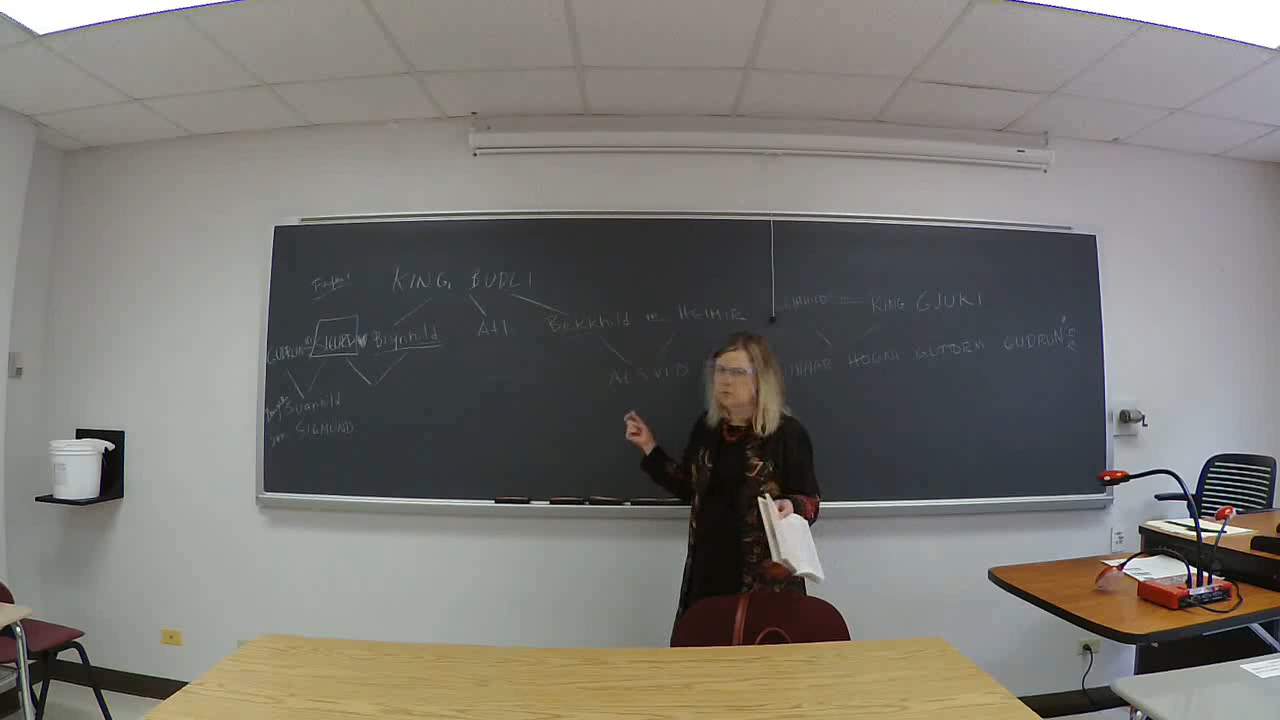 KING BUDLI
KING GJUKI
GUDRUN SIGURD Brynhild Atli Bekkhild m HEIMIR
ALSVID GUNNAR HOGNI GUTTORM GUDRUN
Svanhild
SIGMUND